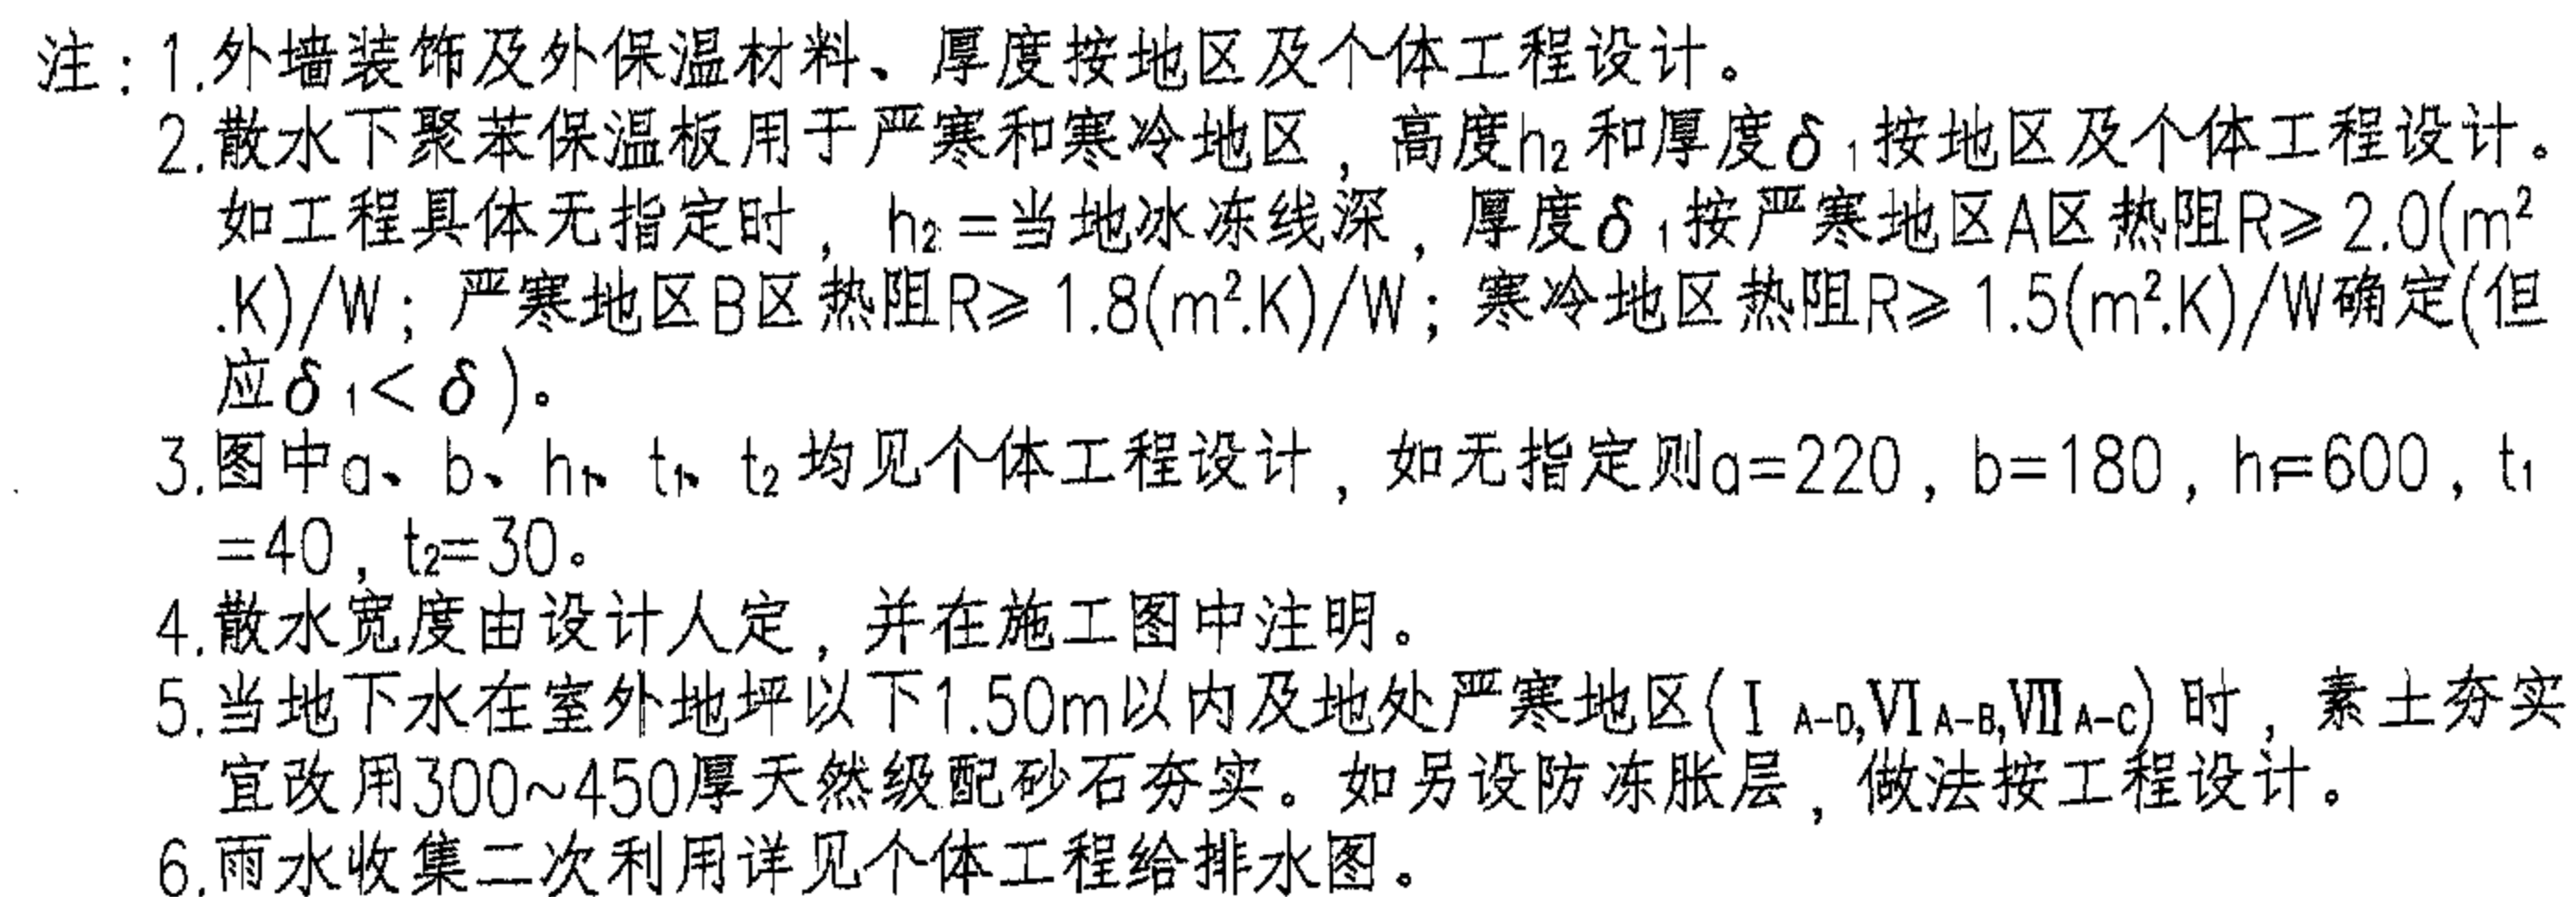 注：1.外墙装饰及外保温材料、厚度按地区及个体工程设计。
2.散水下聚苯保温板用于严寒和寒冷地区，高度h₂和厚度δ₁按地区及个体工程设计。
如工程具体无指定时，h₂=当地冰冻线深，厚度δ₁按严寒地区A区热阻R⩾2.0(m²
.K)/W；严寒地区B区热阻R⩾1.8(m².K)/W；寒冷地区热阻R⩾1.5(m².K)/W确定(但
应δ₁<δ)。
3.图中a、b、h₁、t₁、t₂均见个体工程设计，如无指定则a=220，b=180，h₁=600，t₁
=40，t₂=30。
4.散水宽度由设计人定，并在施工图中注明。
5.当地下水在室外地坪以下1.50m以内及地处严寒地区(Ⅰ A-D,Ⅵ A-B,Ⅶ A-C)时，素土夯实
宜改用300~450厚天然级配砂石夯实。如另设防冻胀层，做法按工程设计。
6.雨水收集二次利用详见个体工程给排水图。